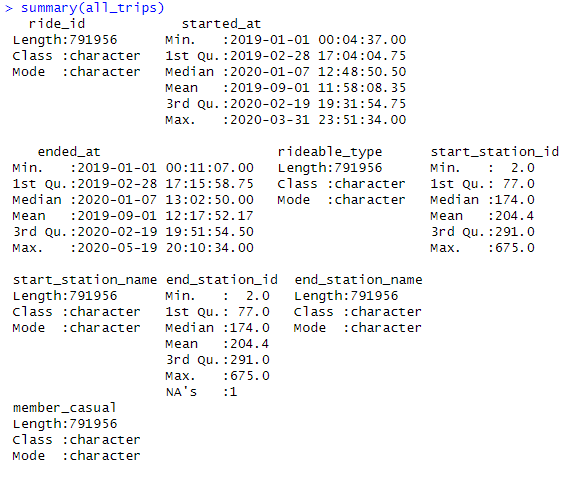 > summary(all_trips)
   ride_id            started_at
 Length:791956      Min.   :2019-01-01 00:04:37.00
 Class :character   1st Qu.:2019-02-28 17:04:04.75
 Mode  :character   Median :2020-01-07 12:48:50.50
                    Mean   :2019-09-01 11:58:08.35
                    3rd Qu.:2020-02-19 19:31:54.75
                    Max.   :2020-03-31 23:51:34.00

    ended_at                      rideable_type      start_station_id
 Min.   :2019-01-01 00:11:07.00   Length:791956      Min.   :  2.0
 1st Qu.:2019-02-28 17:15:58.75   Class :character   1st Qu.: 77.0
 Median :2020-01-07 13:02:50.00   Mode  :character   Median :174.0
 Mean   :2019-09-01 12:17:52.17                      Mean   :204.4
 3rd Qu.:2020-02-19 19:51:54.50                      3rd Qu.:291.0
 Max.   :2020-05-19 20:10:34.00                      Max.   :675.0

 start_station_name end_station_id  end_station_name
 Length:791956      Min.   :  2.0   Length:791956
 Class :character   1st Qu.: 77.0   Class :character
 Mode  :character   Median :174.0   Mode  :character
                    Mean   :204.4
                    3rd Qu.:291.0
                    Max.   :675.0
                    NA's   :1
 member_casual
 Length:791956
 Class :character
 Mode  :character